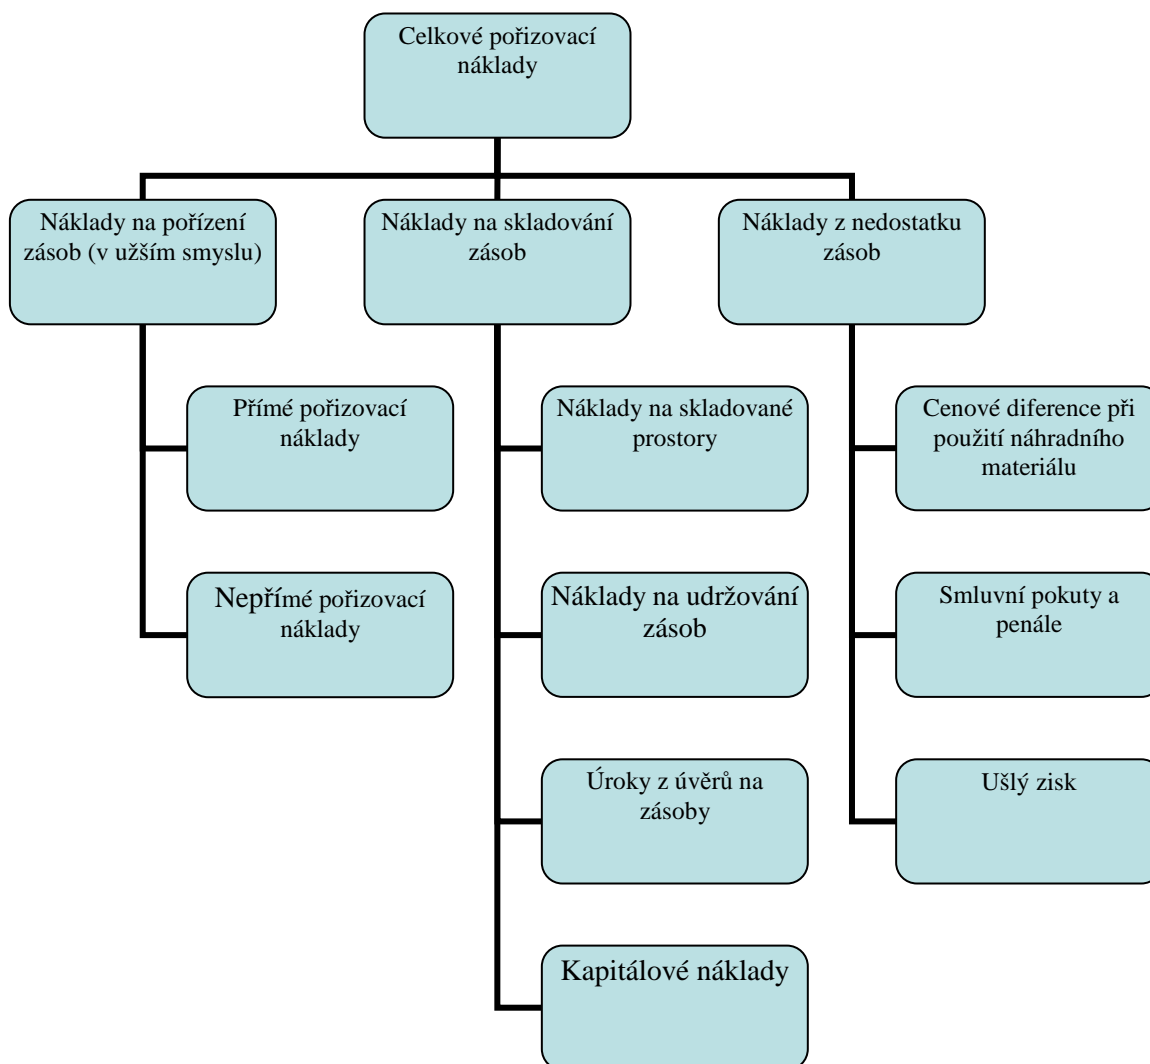 Celkové pořizovací
náklady
Náklady na pořízení
zásob (v užším smyslu)
Náklady na skladování
zásob
Náklady z nedostatku
zásob
Přímé pořizovací
náklady
Náklady na skladované
prostory
Cenové diference při
použití náhradního
materiálu
Nepřímé pořizovací
náklady
Náklady na udržování
zásob
Smluvní pokuty a
penále
Úroky z úvěrů na
zásoby
Ušlý zisk
Kapitálové náklady